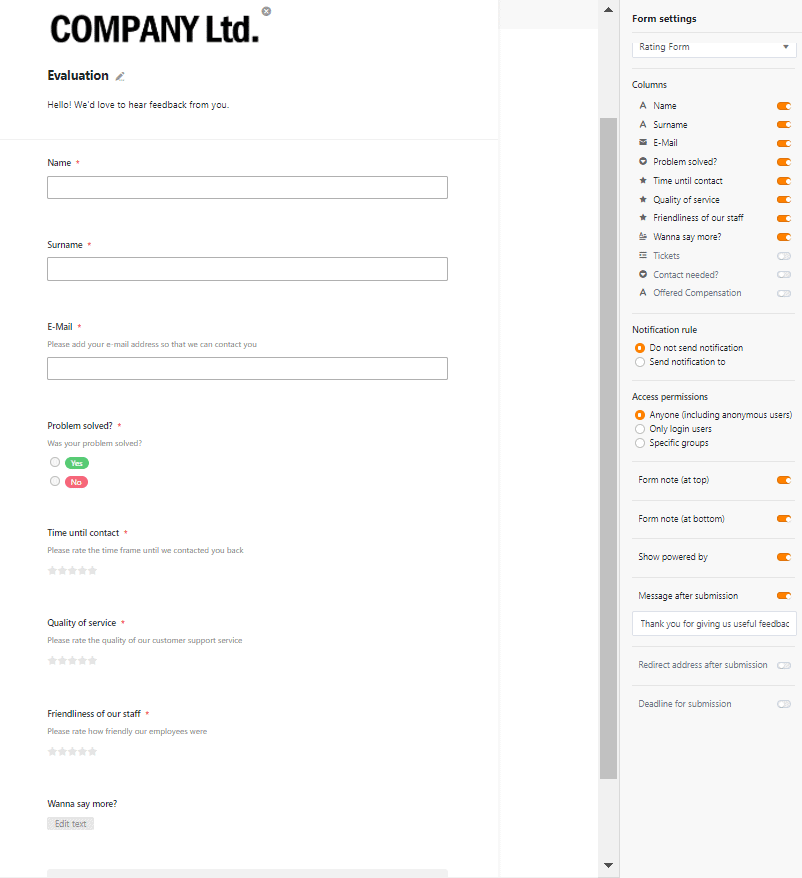 COMPANY Ltd.
Evaluation
Hello! We'd love to hear feedback from you.
Name *
Surname *
E-Mail *
Please add your e-mail address so that we can contact you
Problem solved? *
Was your problem solved?
Yes
No
Time until contact *
Please rate the time frame until we contacted you back
Quality of service *
Please rate the quality of our customer support service
Friendliness of our staff *
Please rate how friendly our employees were
Wanna say more?
Edit text
Form settings
Rating Form
Columns
A Name
A Surname
E-Mail
Problem solved?
Time until contact
Quality of service
Friendliness of our staff
Wanna say more?
Tickets
Contact needed?
A Offered Compensation
Notification rule
Do not send notification
Send notification to
Access permissions
Anyone (including anonymous users)
Only login users
Specific groups
Form note (at top)
Form note (at bottom)
Show powered by
Message after submission
Thank you for giving us useful feedbac
Redirect address after submission
Deadline for submission